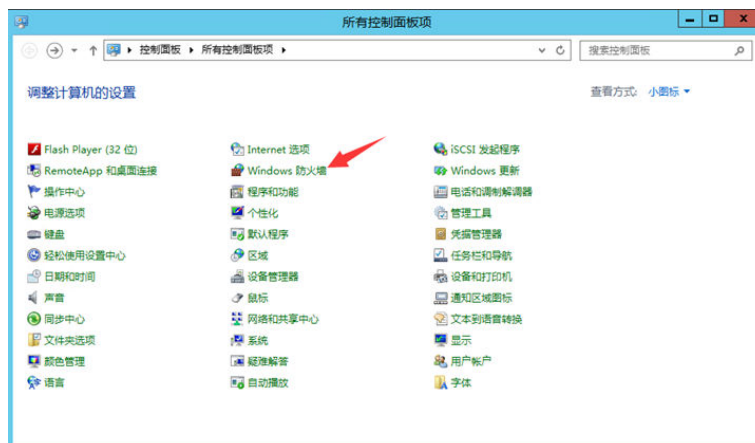 所有控制面板项
控制面板 所有控制面板项 搜索控制面板
调整计算机的设置 查看方式: 小图标
Flash Player (32 位) Internet 选项 iSCSI 发起程序
RemoteApp 和桌面连接 Windows 防火墙 Windows 更新
操作中心 程序和功能 电话和调制解调器
电源选项 个性化 管理工具
键盘 默认程序 凭据管理器
轻松使用设置中心 区域 任务栏和导航
日期和时间 设备管理器 设备和打印机
声音 鼠标 通知区域图标
同步中心 网络和共享中心 文本到语音转换
文件夹选项 系统 显示
颜色管理 疑难解答 用户帐户
语言 自动播放 字体